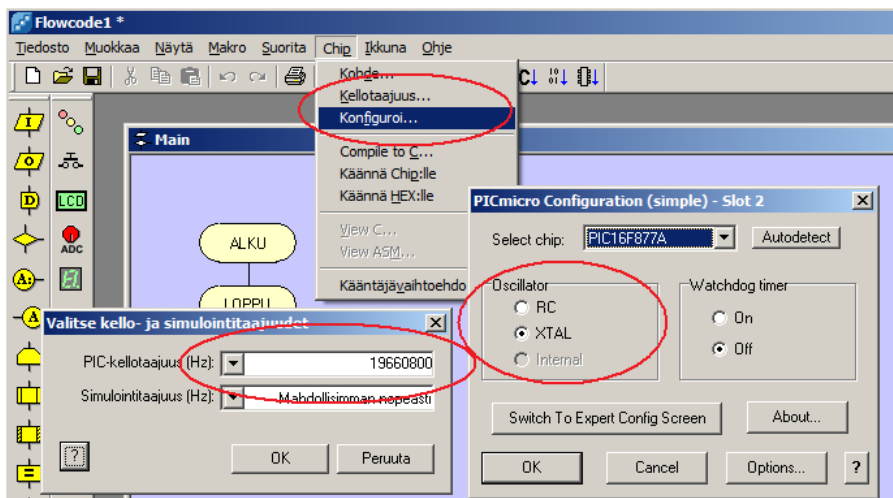 Flowcode1 *
Tiedosto Muokkaa Näytä Makro Suorita Chip Ikkuna Ohje
Kohde...
Kellotaajuus...
Konfiguroi...
Compile to C...
Käännä Chip:lle
Käännä HEX:lle
View C...
View ASM...
Kääntäjävaihtoehdo
I
O
D
LCD
ADC
A:
A
Main
ALKU
LOPPU
Valitse kello- ja simulointitaajuudet
PIC-kellotaajuus (Hz): 19660800
Simulointitaajuus (Hz): Mahdollisimman nopeasti
?
OK Peruuta
PICmicro Configuration (simple) - Slot 2
Select chip: PIC16F877A Autodetect
Oscillator
RC
XTAL
Internal
Watchdog timer
On
Off
Switch To Expert Config Screen About...
OK Cancel Options... ?